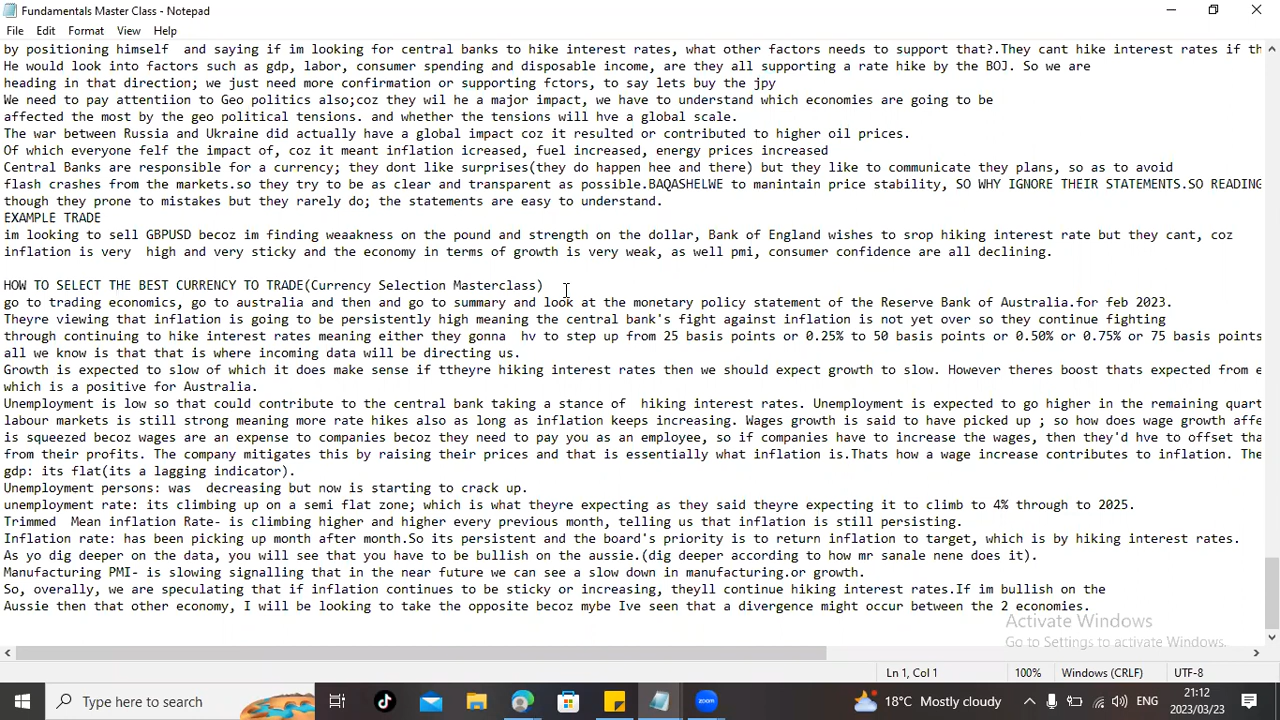 Fundamentals Master Class - Notepad
File Edit Format View Help
by positioning himself  and saying if im looking for central banks to hike interest rates, what other factors needs to support that?.They cant hike interest rates if th
He would look into factors such as gdp, labor, consumer spending and disposable income, are they all supporting a rate hike by the BOJ. So we are
heading in that direction; we just need more confirmation or supporting fctors, to say lets buy the jpy
We need to pay attentiion to Geo politics also;coz they wil he a major impact, we have to understand which economies are going to be
affected the most by the geo political tensions. and whether the tensions will hve a global scale.
The war between Russia and Ukraine did actually have a global impact coz it resulted or contributed to higher oil prices.
Of which everyone felf the impact of, coz it meant inflation icreased, fuel increased, energy prices increased
Central Banks are responsible for a currency; they dont like surprises(they do happen hee and there) but they like to communicate they plans, so as to avoid
flash crashes from the markets.so they try to be as clear and transparent as possible.BAQASHELWE to manintain price stability, SO WHY IGNORE THEIR STATEMENTS.SO READING
though they prone to mistakes but they rarely do; the statements are easy to understand.
EXAMPLE TRADE
im looking to sell GBPUSD becoz im finding weaakness on the pound and strength on the dollar, Bank of England wishes to srop hiking interest rate but they cant, coz
inflation is very  high and very sticky and the economy in terms of growth is very weak, as well pmi, consumer confidence are all declining.
HOW TO SELECT THE BEST CURRENCY TO TRADE(Currency Selection Masterclass)
go to trading economics, go to australia and then and go to summary and look at the monetary policy statement of the Reserve Bank of Australia.for feb 2023.
Theyre viewing that inflation is going to be persistently high meaning the central bank's fight against inflation is not yet over so they continue fighting
through continuing to hike interest rates meaning either they gonna  hv to step up from 25 basis points or 0.25% to 50 basis points or 0.50% or 0.75% or 75 basis points
all we know is that that is where incoming data will be directing us.
Growth is expected to slow of which it does make sense if ttheyre hiking interest rates then we should expect growth to slow. However theres boost thats expected from e
which is a positive for Australia.
Unemployment is low so that could contribute to the central bank taking a stance of  hiking interest rates. Unemployment is expected to go higher in the remaining quart
labour markets is still strong meaning more rate hikes also as long as inflation keeps increasing. Wages growth is said to have picked up ; so how does wage growth affe
is squeezed becoz wages are an expense to companies becoz they need to pay you as an employee, so if companies have to increase the wages, then they'd hve to offset tha
from their profits. The company mitigates this by raising their prices and that is essentially what inflation is.Thats how a wage increase contributes to inflation. The
gdp: its flat(its a lagging indicator).
Unemployment persons: was  decreasing but now is starting to crack up.
unemployment rate: its climbing up on a semi flat zone; which is what theyre expecting as they said theyre expecting it to climb to 4% through to 2025.
Trimmed  Mean inflation Rate- is climbing higher and higher every previous month, telling us that inflation is still persisting.
Inflation rate: has been picking up month after month.So its persistent and the board's priority is to return inflation to target, which is by hiking interest rates.
As yo dig deeper on the data, you will see that you have to be bullish on the aussie.(dig deeper according to how mr sanale nene does it).
Manufacturing PMI- is slowing signalling that in the near future we can see a slow down in manufacturing.or growth.
So, overally, we are speculating that if inflation continues to be sticky or increasing, theyll continue hiking interest rates.If im bullish on the
Aussie then that other economy, I will be looking to take the opposite becoz mybe Ive seen that a divergence might occur between the 2 economies.
Activate Windows
Go to Settings to activate Windows.
Ln 1, Col 1 100% Windows (CRLF) UTF-8
Type here to search zoom 18°C Mostly cloudy ENG 21:12
2023/03/23